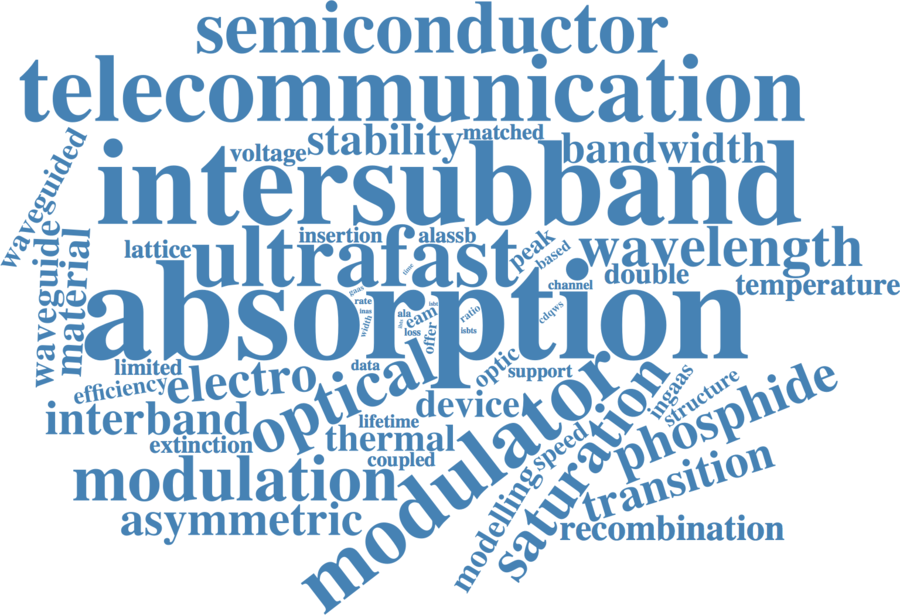 semiconductor
telecommunication
waveguided
voltage
stability
matched
bandwidth
intersubband
waveguide
material
lattice
ultrafast
insertion
alassb
peak
based
wavelength
double
channel
temperature
absorption
time
gaas
rate
inas
width
ala
isbt
eam
loss
offer
ratio
isbts
cdqws
limited
efficiency
electro
optical
data
optic
support
interband
extinction
lifetime
device
thermal
coupled
modulator
modulation
asymmetric
modelling
speed
saturation
ingaas
structure
phosphide
transition
recombination